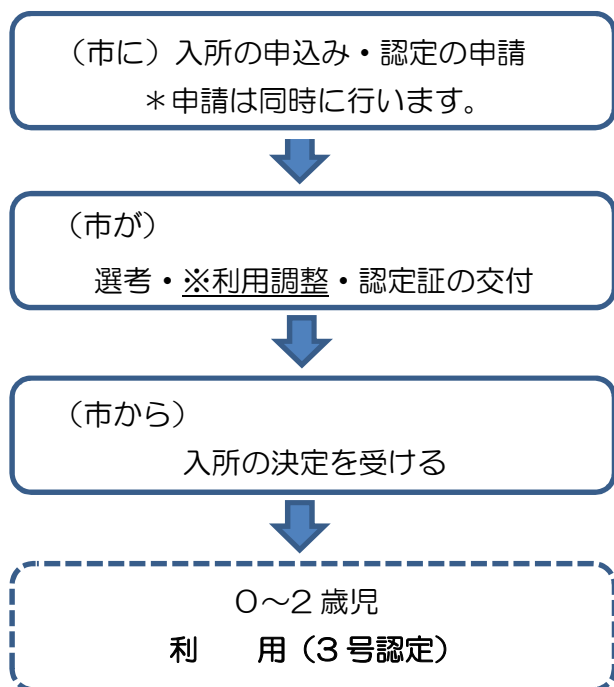 （市に）入所の申込み・認定の申請
＊申請は同時に行います。
（市が）
選考・※利用調整・認定証の交付
（市から）
入所の決定を受ける
０～２歳児
利　　用（３号認定）